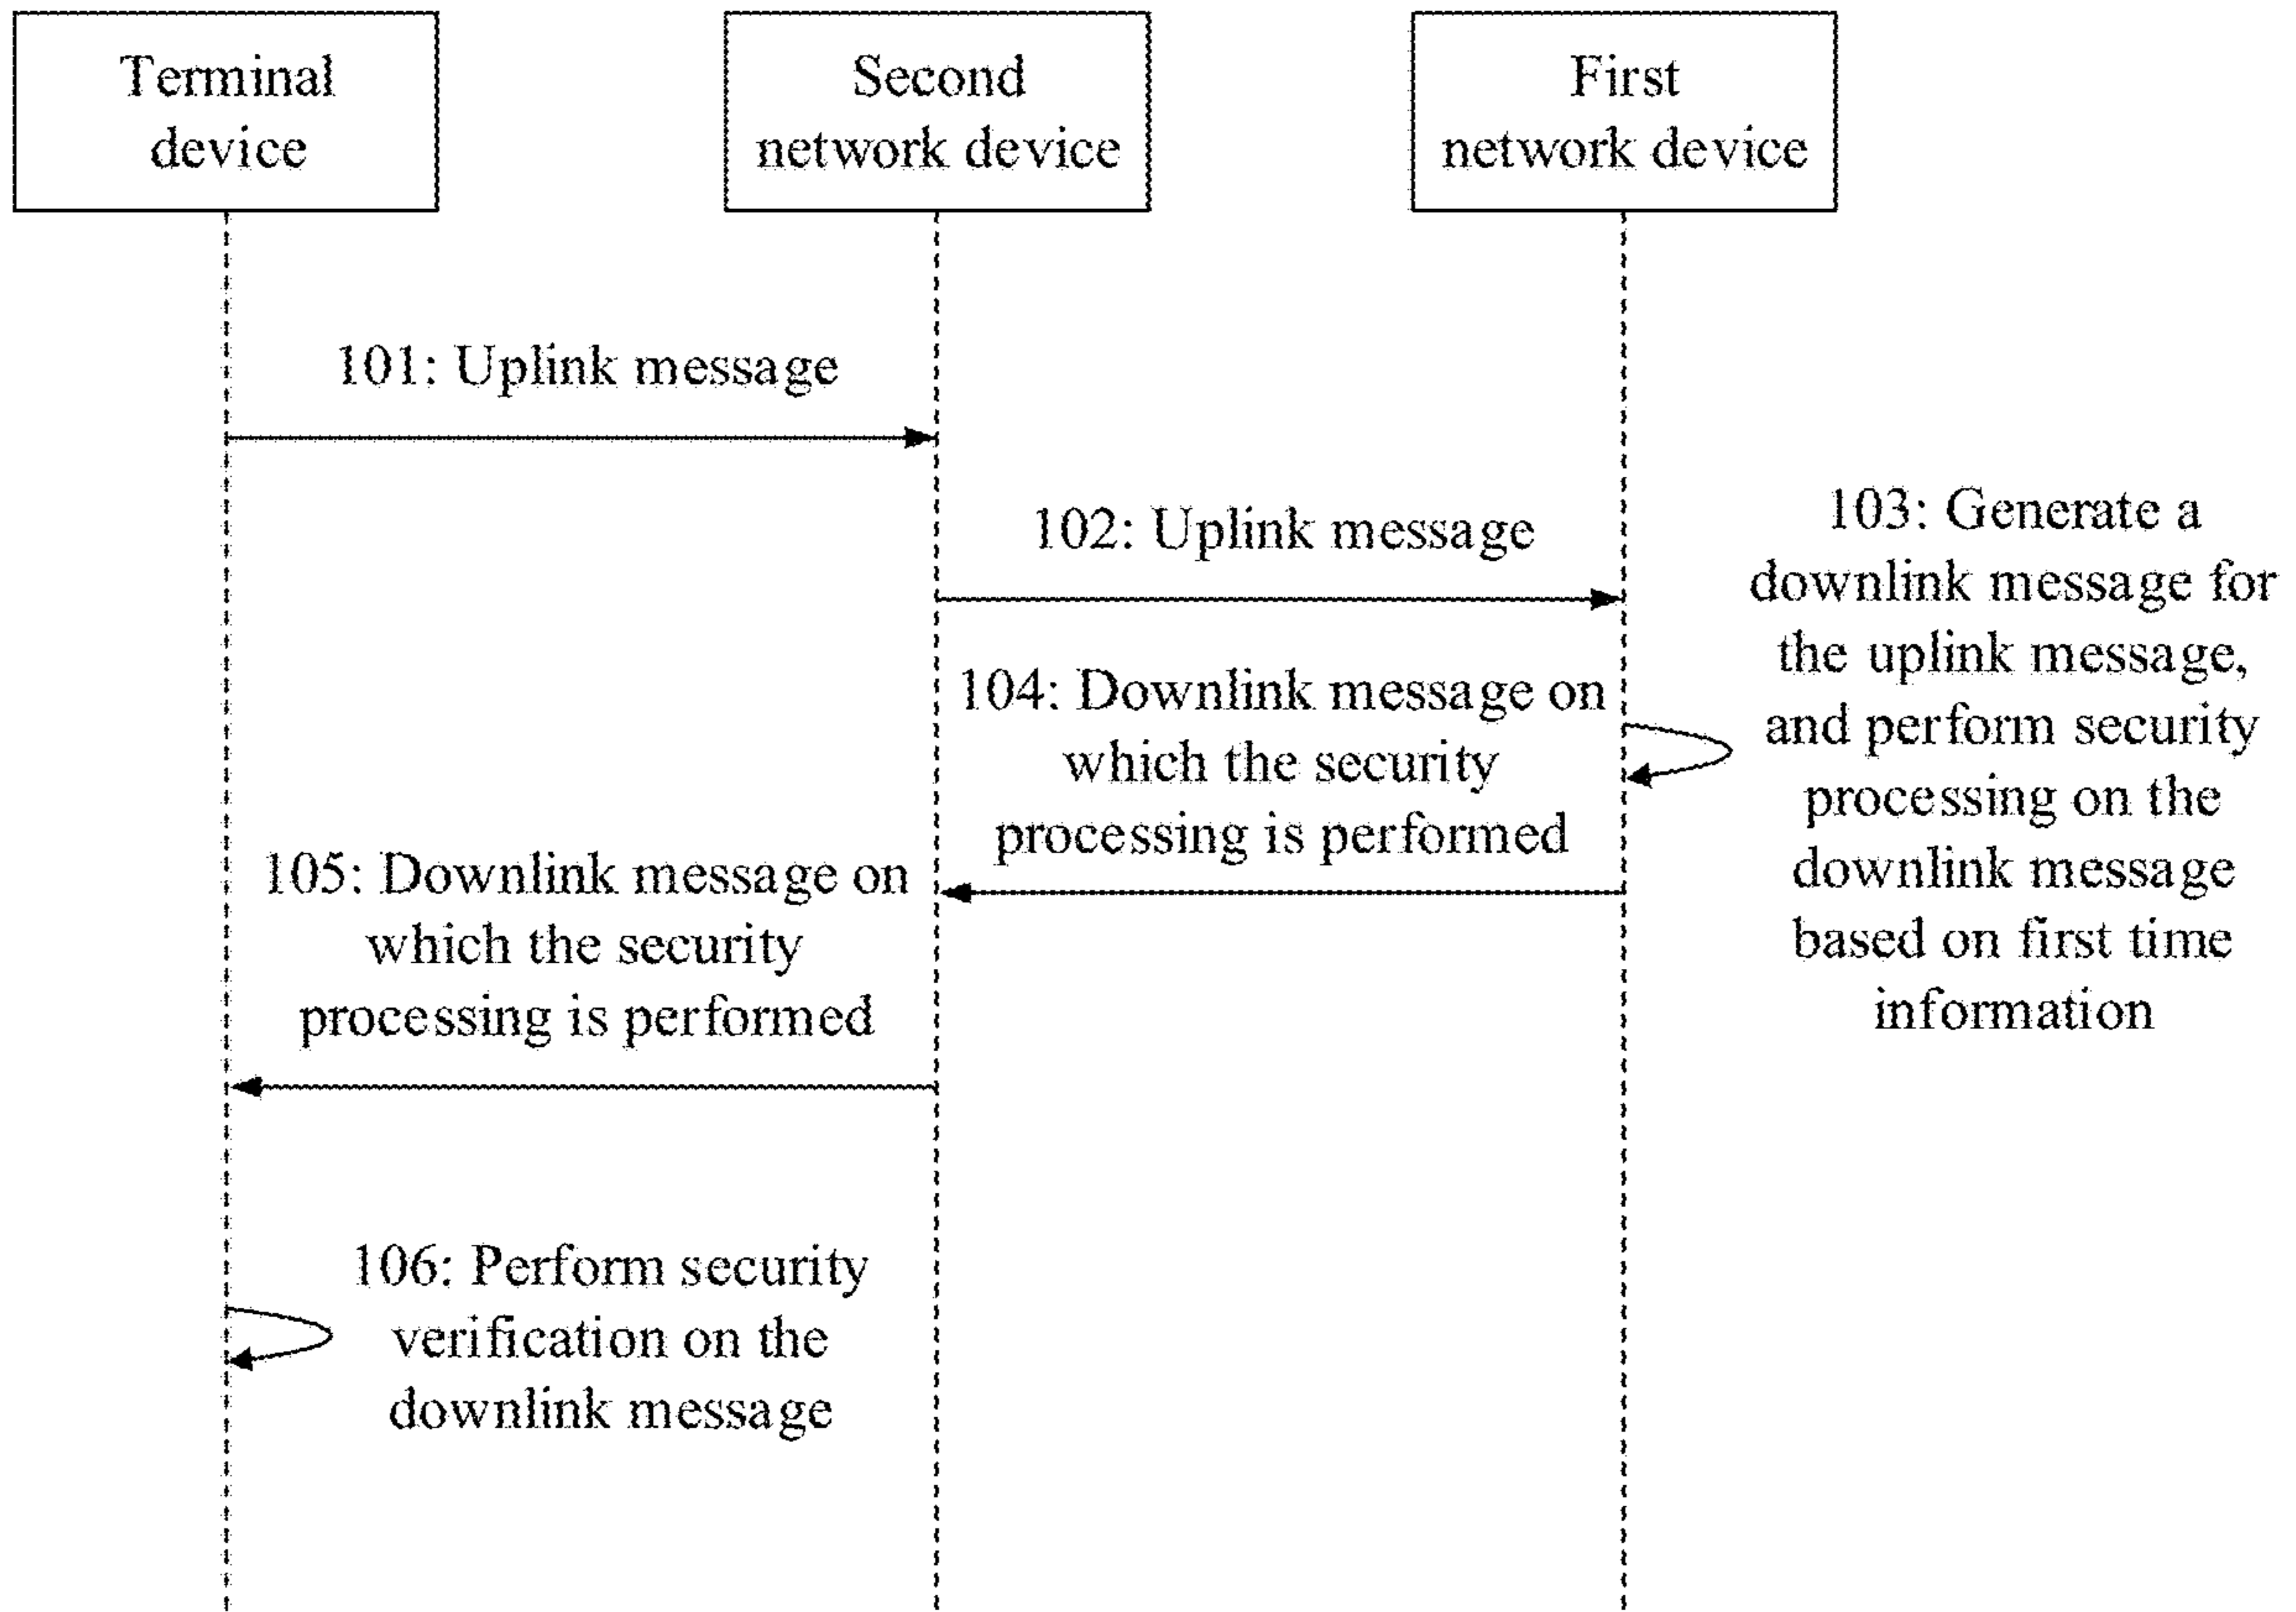 Terminal
device
Second
network device
First
network device
101: Uplink message
102: Uplink message
103: Generate a
downlink message for
the uplink message,
and perform security
processing on the
downlink message
based on first time
information
104: Downlink message on
which the security
processing is performed
105: Downlink message on
which the security
processing is performed
106: Perform security
verification on the
downlink message